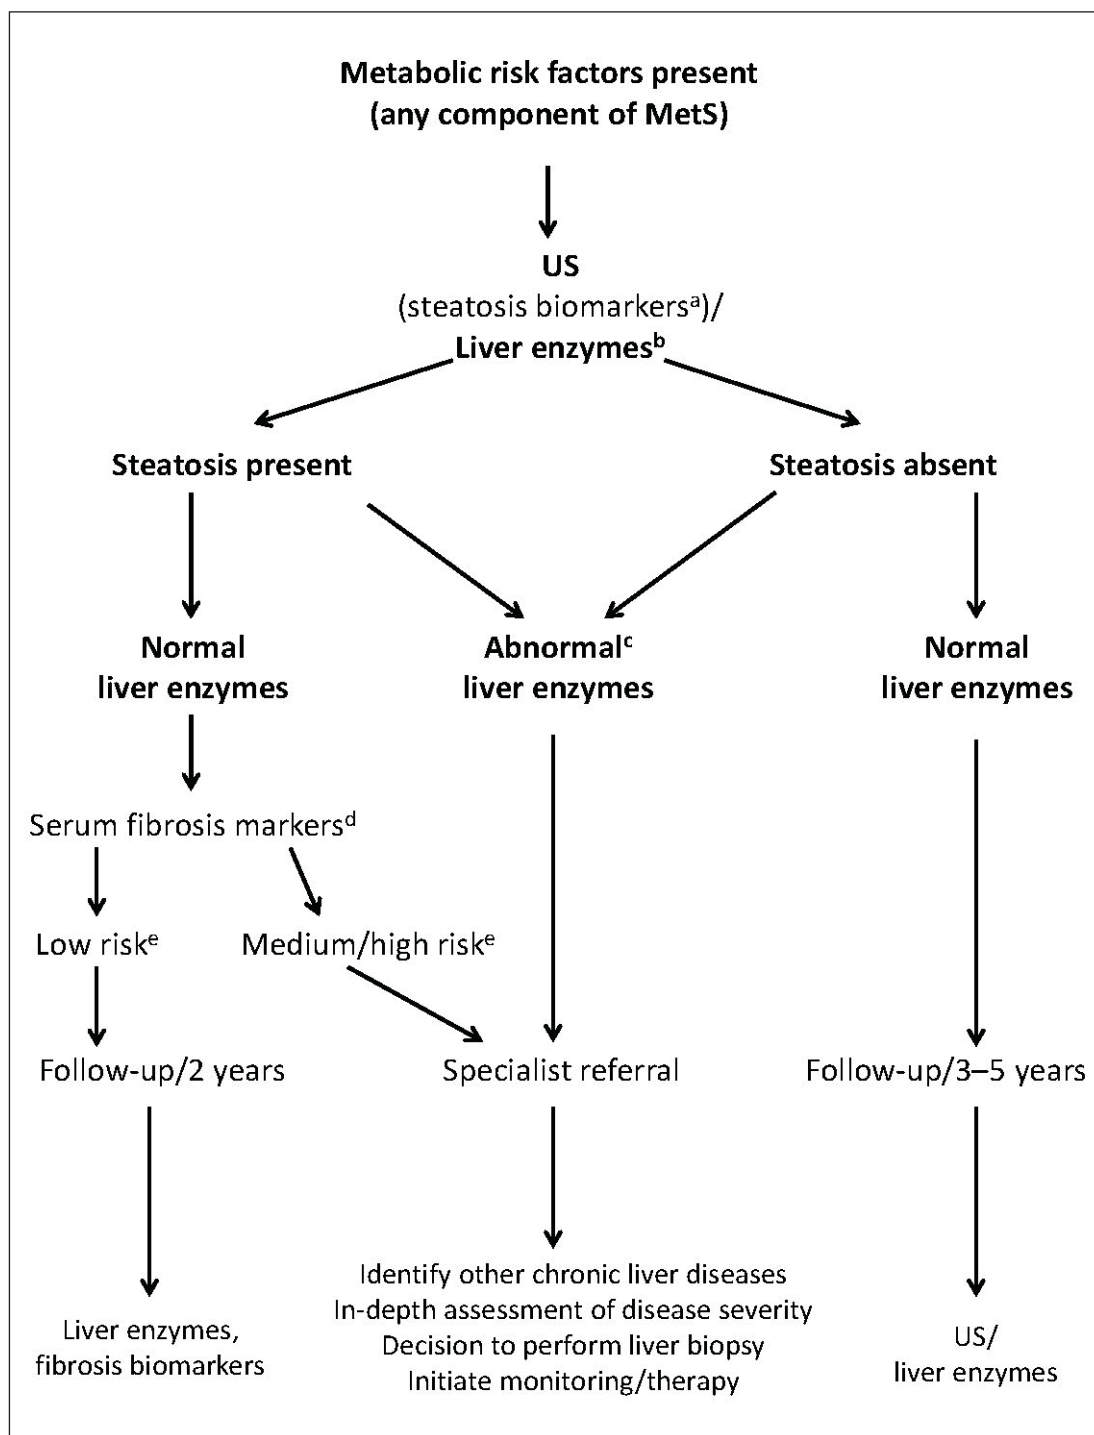 Metabolic risk factors present
(any component of MetS)
US
(steatosis biomarkersᵃ)/
Liver enzymesᵇ
Steatosis present
Steatosis absent
Normal
liver enzymes
Abnormalᶜ
liver enzymes
Normal
liver enzymes
Serum fibrosis markersᵈ
Low riskᵉ
Medium/high riskᵉ
Follow-up/2 years
Specialist referral
Follow-up/3–5 years
Liver enzymes,
fibrosis biomarkers
Identify other chronic liver diseases
In-depth assessment of disease severity
Decision to perform liver biopsy
Initiate monitoring/therapy
US/
liver enzymes